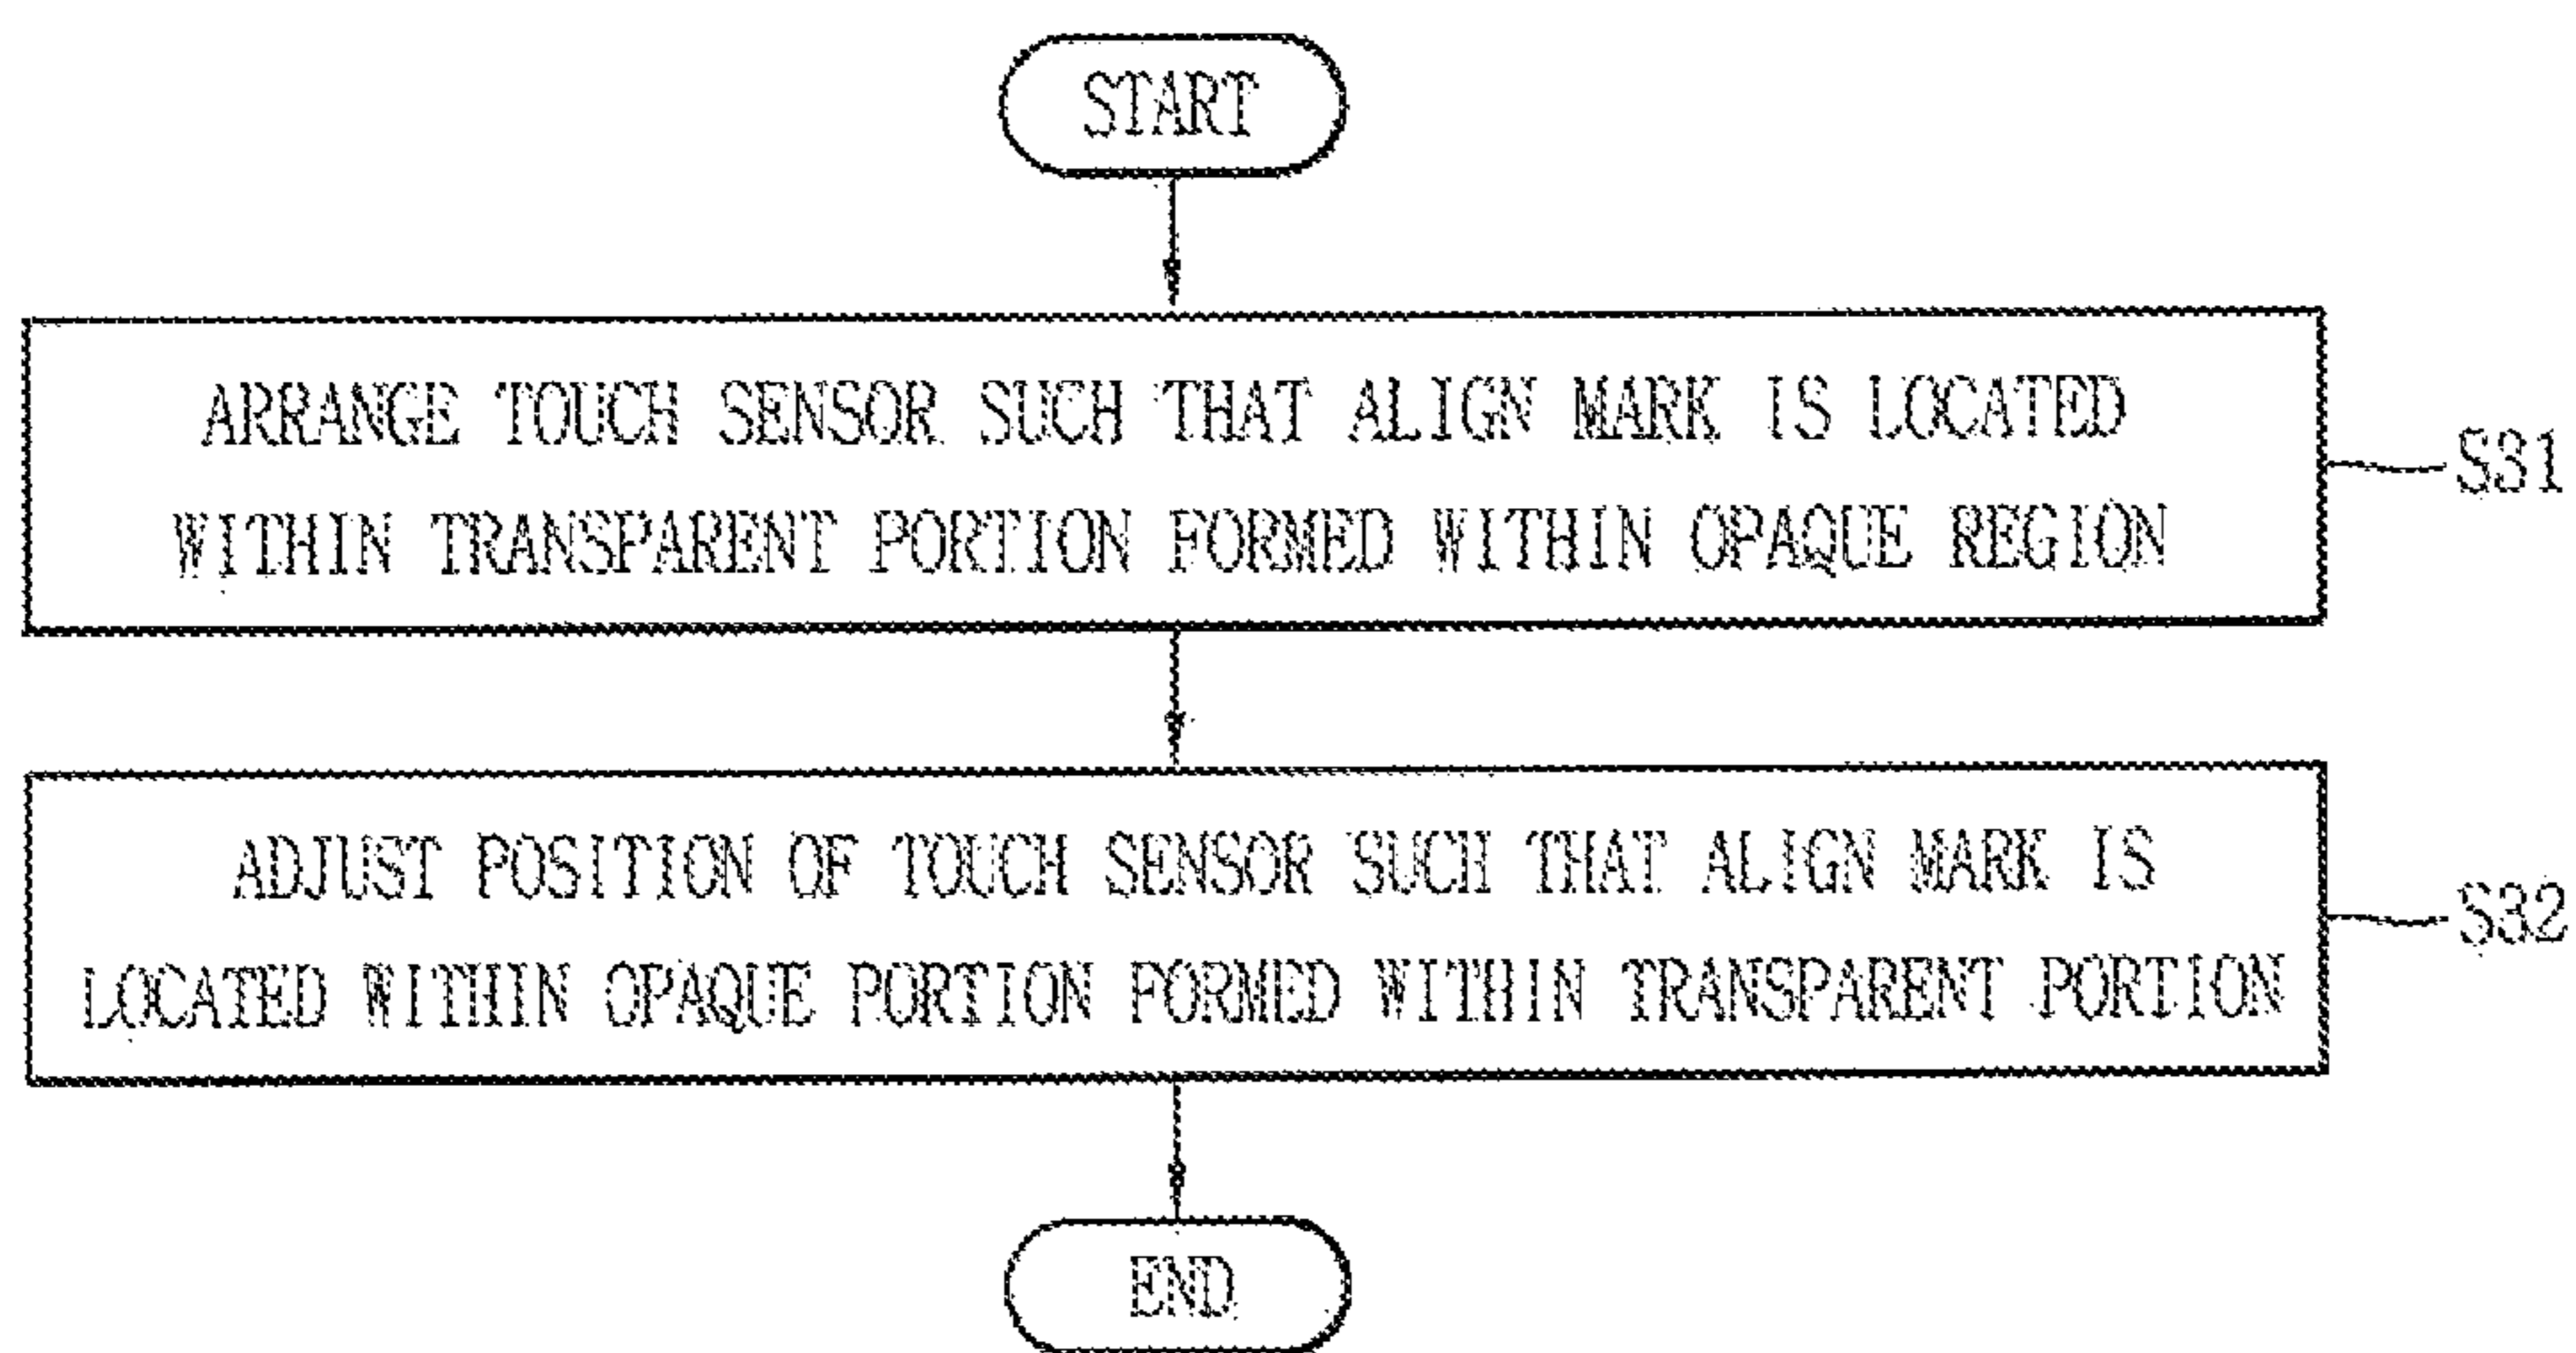 START
ARRANGE TOUCH SENSOR SUCH THAT ALIGN MARK IS LOCATED
WITHIN TRANSPARENT PORTION FORMED WITHIN OPAQUE REGION
S31
ADJUST POSITION OF TOUCH SENSOR SUCH THAT ALIGN MARK IS
LOCATED WITHIN OPAQUE PORTION FORMED WITHIN TRANSPARENT PORTION
S32
END